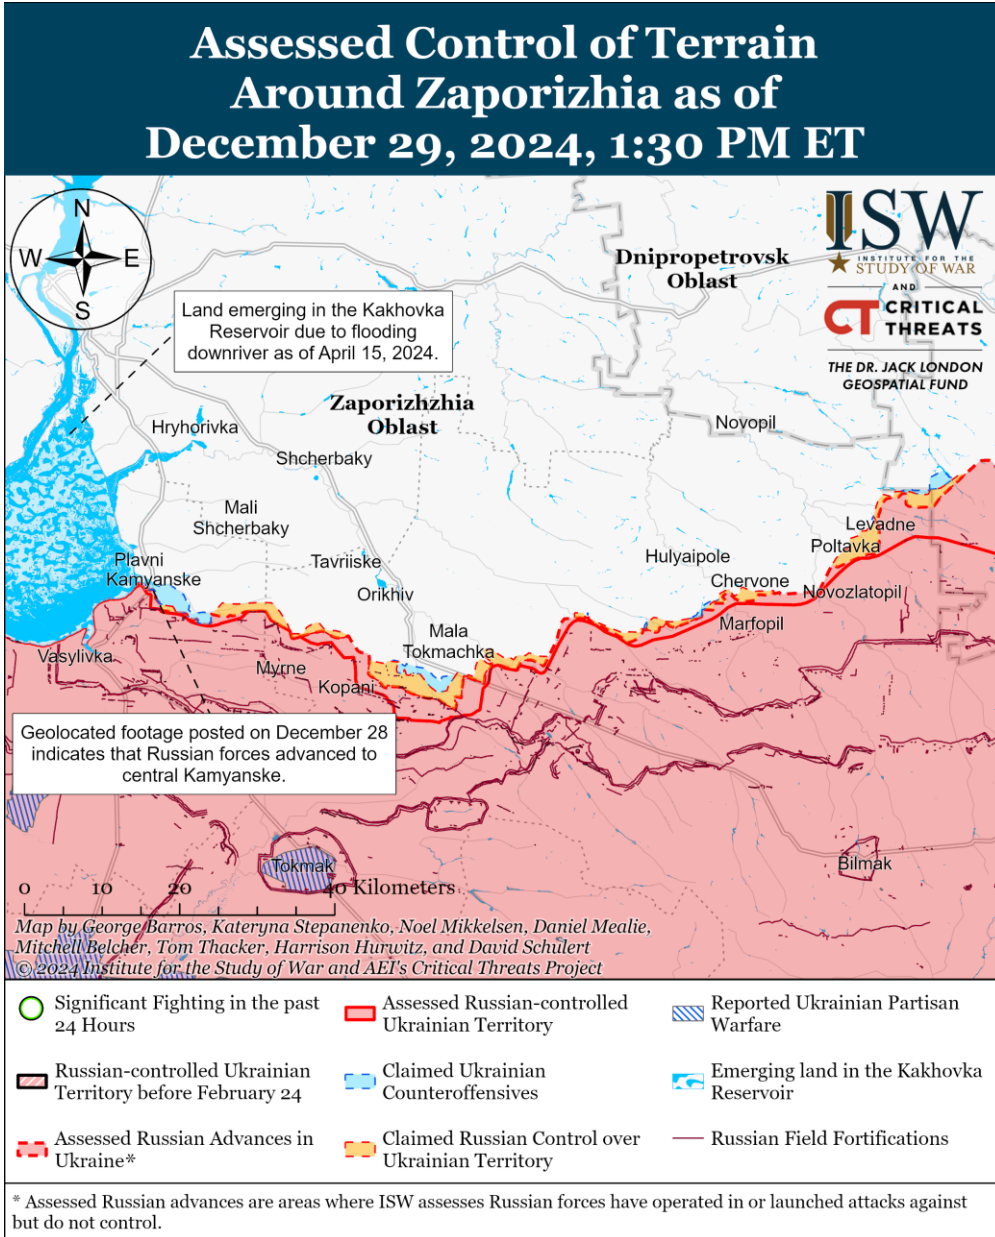 Assessed Control of Terrain
Around Zaporizhia as of
December 29, 2024, 1:30 PM ET
N
W
E
S
ISW
INSTITUTE FOR THE
STUDY OF WAR
AND
CT CRITICAL
THREATS
THE DR. JACK LONDON
GEOSPATIAL FUND
Dnipropetrovsk
Oblast
Land emerging in the Kakhovka
Reservoir due to flooding
downriver as of April 15, 2024.
Zaporizhzhia
Oblast
Hryhorivka
Novopil
Shcherbaky
Mali
Shcherbaky
Levadne
Poltavka
Plavni
Kamyanske
Tavriiske
Hulyaipole
Orikhiv
Chervone
Novozlatopil
Marfopil
Mala
Tokmachka
Vasylivka
Myrne
Kopani
Geolocated footage posted on December 28
indicates that Russian forces advanced to
central Kamyanske.
Tokmak
Bilmak
0
10
20
40 Kilometers
Map by George Barros, Kateryna Stepanenko, Noel Mikkelsen, Daniel Mealie,
Mitchell Belcher, Tom Thacker, Harrison Hurwitz, and David Schulert
© 2024 Institute for the Study of War and AEI's Critical Threats Project
Significant Fighting in the past
24 Hours
Assessed Russian-controlled
Ukrainian Territory
Reported Ukrainian Partisan
Warfare
Russian-controlled Ukrainian
Territory before February 24
Claimed Ukrainian
Counteroffensives
Emerging land in the Kakhovka
Reservoir
Assessed Russian Advances in
Ukraine*
Claimed Russian Control over
Ukrainian Territory
Russian Field Fortifications
* Assessed Russian advances are areas where ISW assesses Russian forces have operated in or launched attacks against
but do not control.